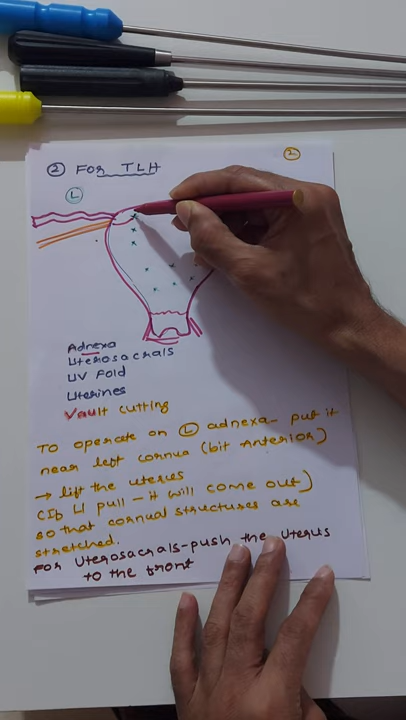 ② FOR TLH
2
L
Adnexa
Uterosacrals
UV Fold
Uterines
Vault cutting
To operate on Ⓛ adnexa- put it
near left cornua (bit Anterior)
→ lift the uterus
pull - it will come out)
so that cornual structures are
stretched.
For Uterosacrals-push the Uterus
to the front